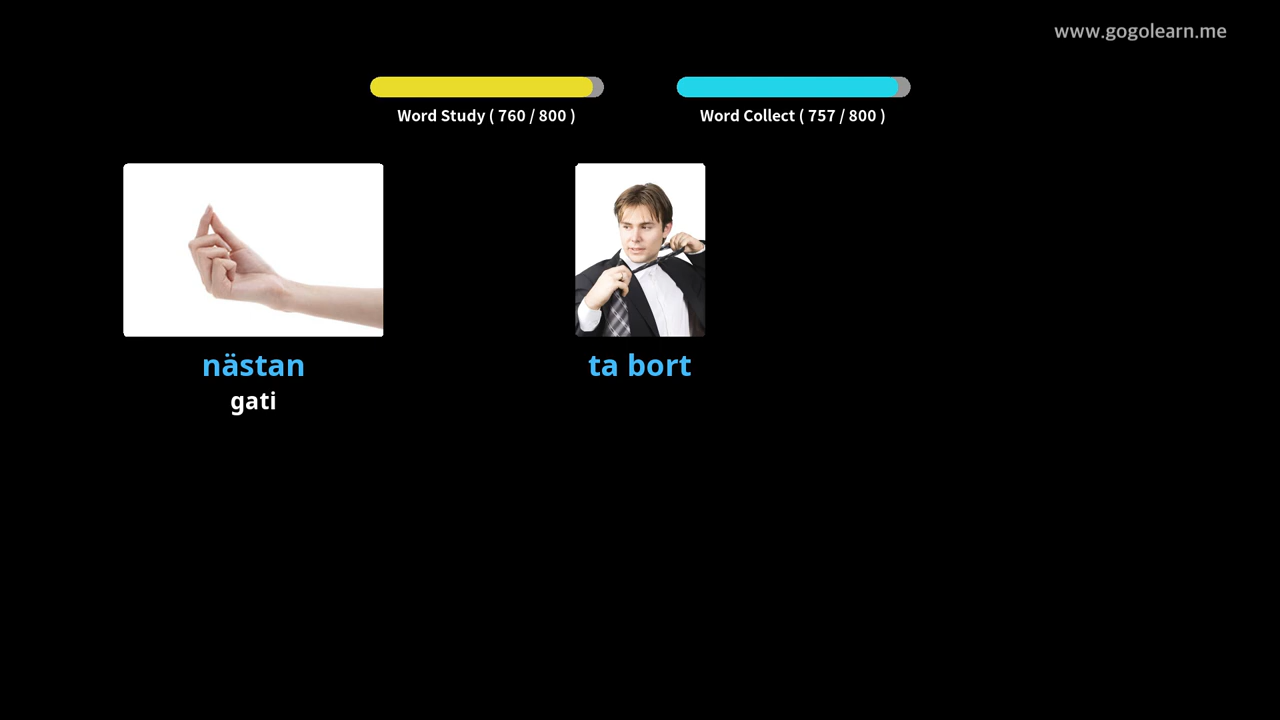 www.gogolearn.me
Word Study ( 760 / 800 )
Word Collect ( 757 / 800 )
nästan
gati
ta bort